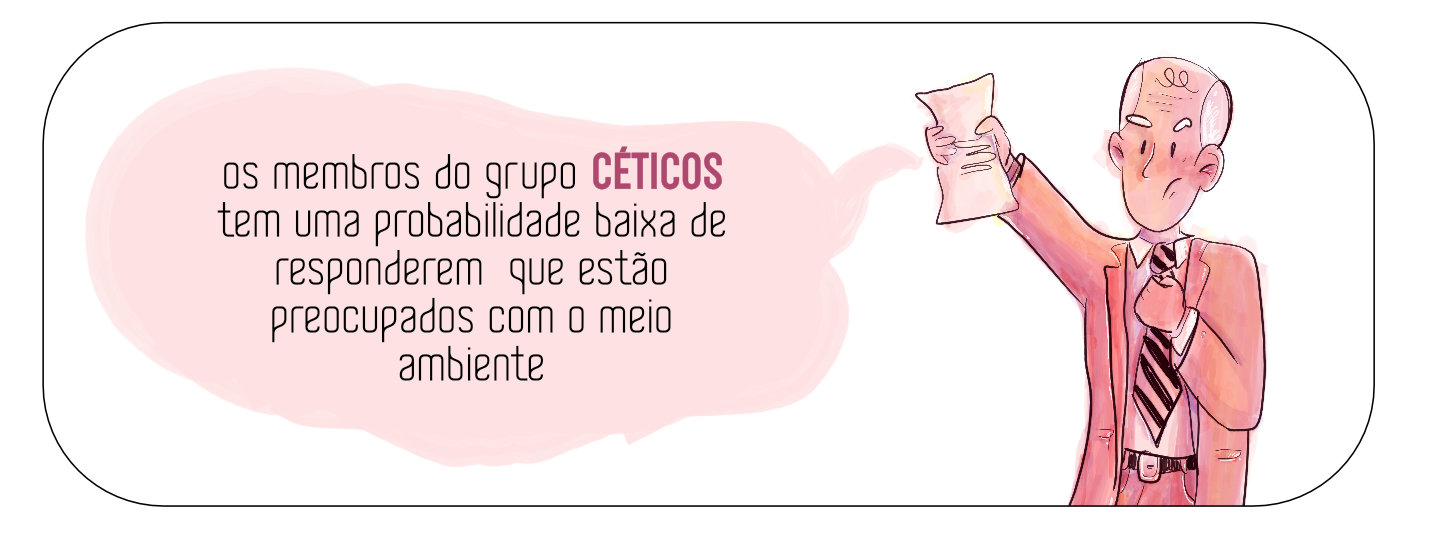 os membros do grupo CÉTICOS
tem uma probabilidade baixa de
responderem que estão
preocupados com o meio
ambiente